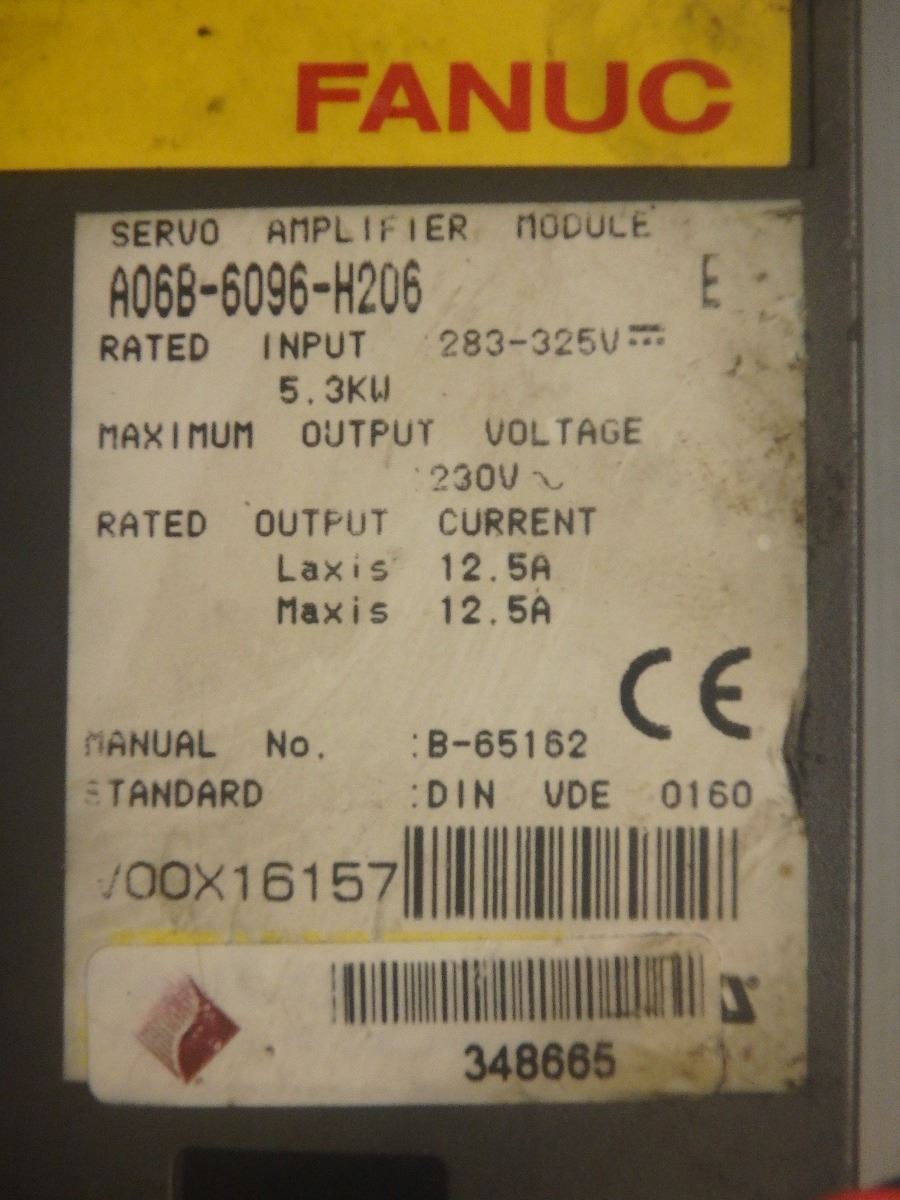 FANUC
SERVO AMPLIFIER MODULE
A06B-6096-H206 E
RATED INPUT 283-325V⎓
5.3KW
MAXIMUM OUTPUT VOLTAGE
230V～
RATED OUTPUT CURRENT
Laxis 12.5A
Maxis 12.5A
CE
MANUAL No. :B-65162
STANDARD :DIN VDE 0160
V00X16157
348665